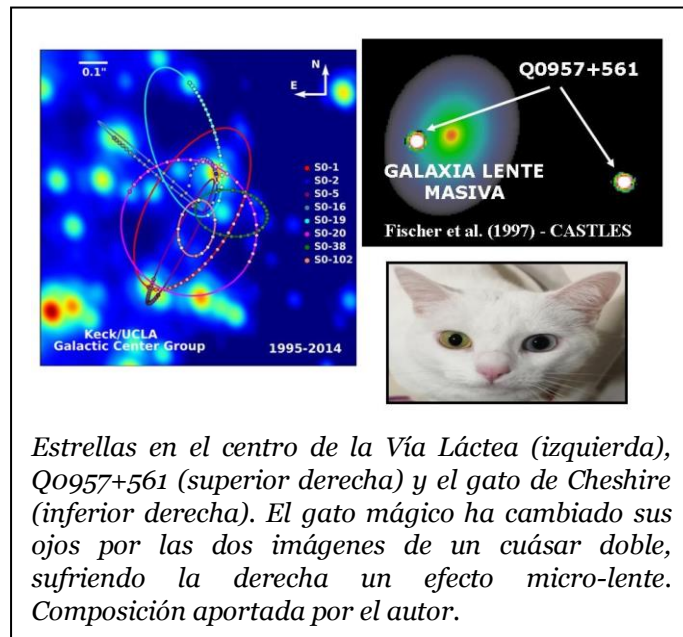 0.1"
N
E
S0-1
S0-2
S0-5
S0-16
S0-19
S0-20
S0-38
S0-102
Keck/UCLA
Galactic Center Group
1995-2014
Q0957+561
GALAXIA LENTE
MASIVA
Fischer et al. (1997) - CASTLES
Estrellas en el centro de la Vía Láctea (izquierda),
Q0957+561 (superior derecha) y el gato de Cheshire
(inferior derecha). El gato mágico ha cambiado sus
ojos por las dos imágenes de un cuásar doble,
sufriendo la derecha un efecto micro-lente.
Composición aportada por el autor.